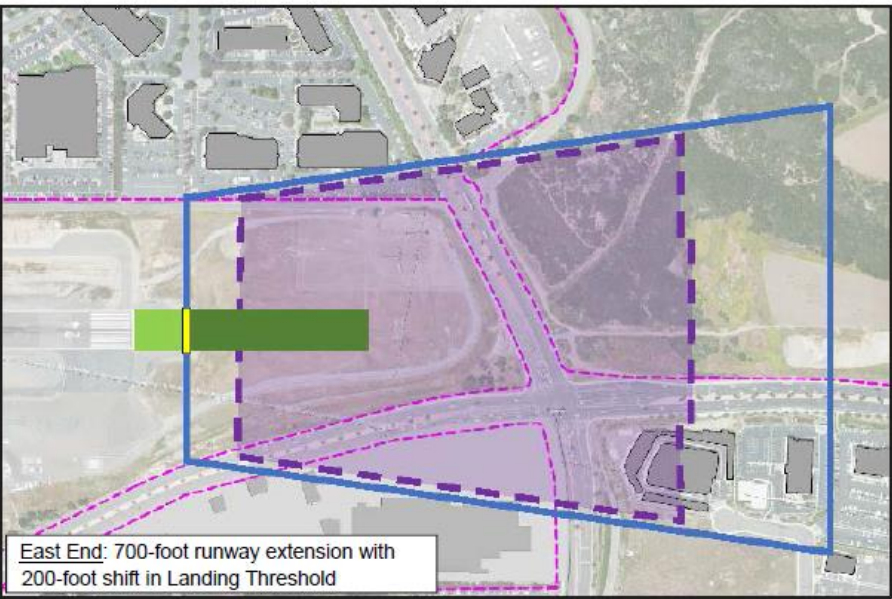 East End: 700-foot runway extension with
200-foot shift in Landing Threshold